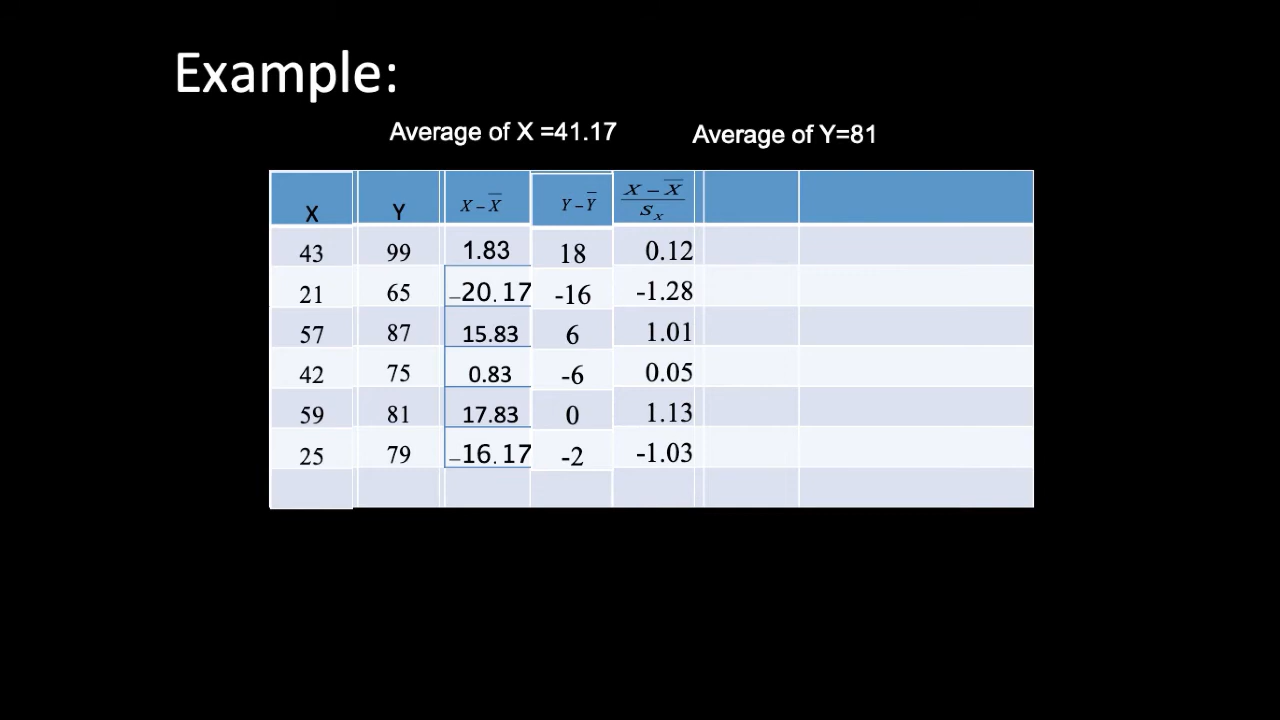 Example:
Average of X =41.17 Average of Y=81
X Y X – X̅ Y – Y̅ X – X̅ / Sₓ
43 99 1.83 18 0.12
21 65 –20.17 -16 -1.28
57 87 15.83 6 1.01
42 75 0.83 -6 0.05
59 81 17.83 0 1.13
25 79 –16.17 -2 -1.03